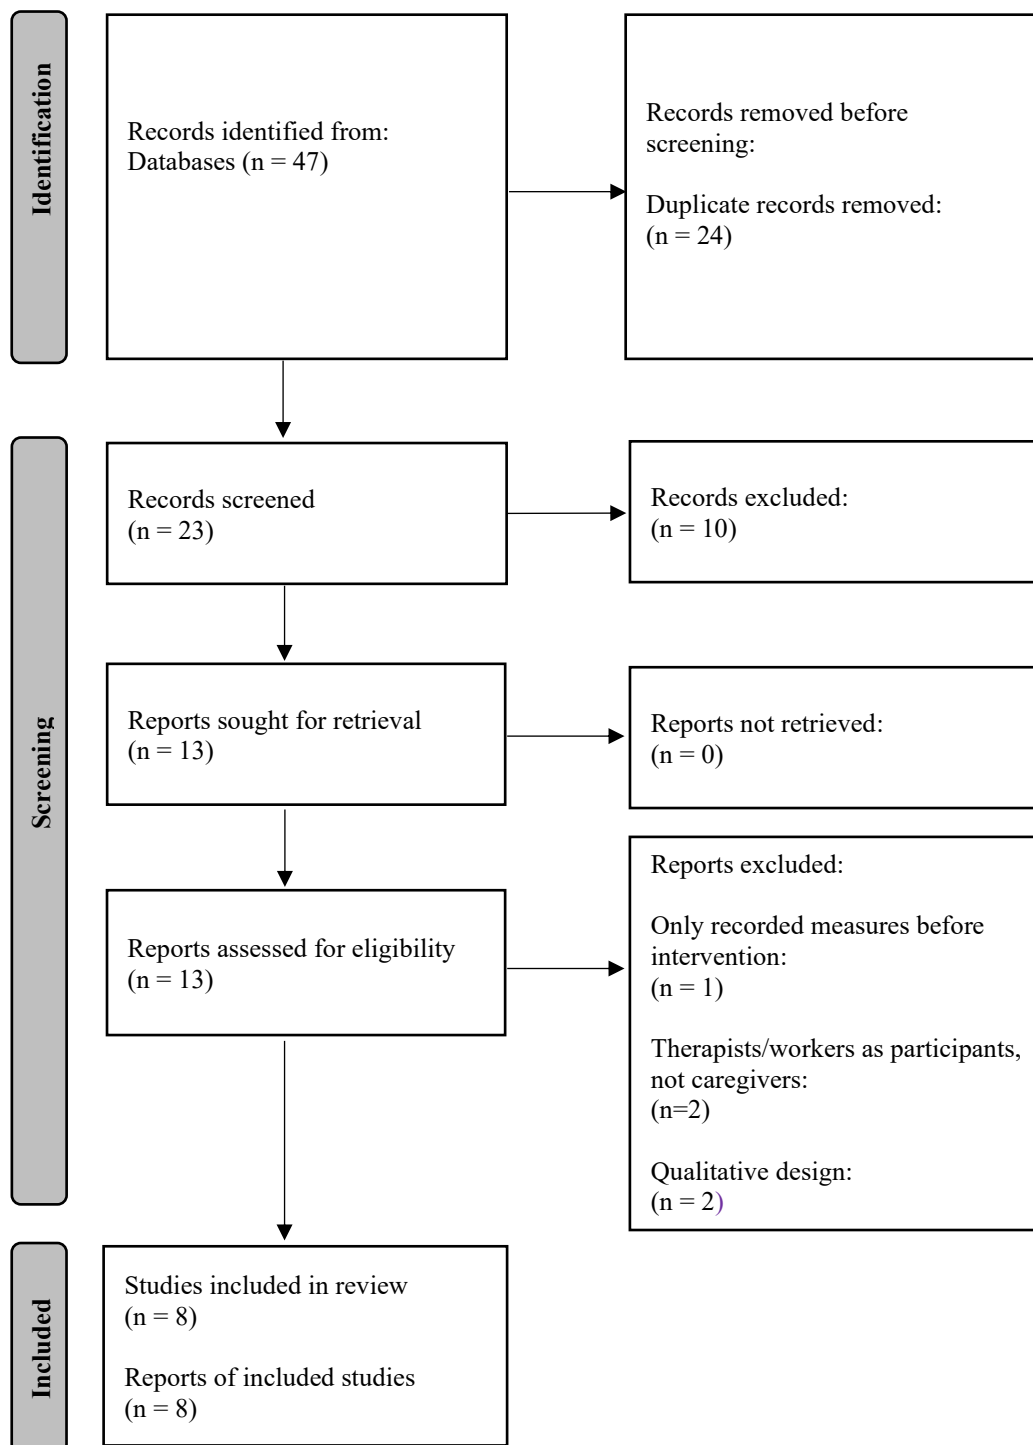 Identification
Records identified from:
Databases (n = 47)
Records removed before
screening:
Duplicate records removed:
(n = 24)
Screening
Records screened
(n = 23)
Records excluded:
(n = 10)
Reports sought for retrieval
(n = 13)
Reports not retrieved:
(n = 0)
Reports assessed for eligibility
(n = 13)
Reports excluded:
Only recorded measures before
intervention:
(n = 1)
Therapists/workers as participants,
not caregivers:
(n=2)
Qualitative design:
(n = 2)
Included
Studies included in review
(n = 8)
Reports of included studies
(n = 8)